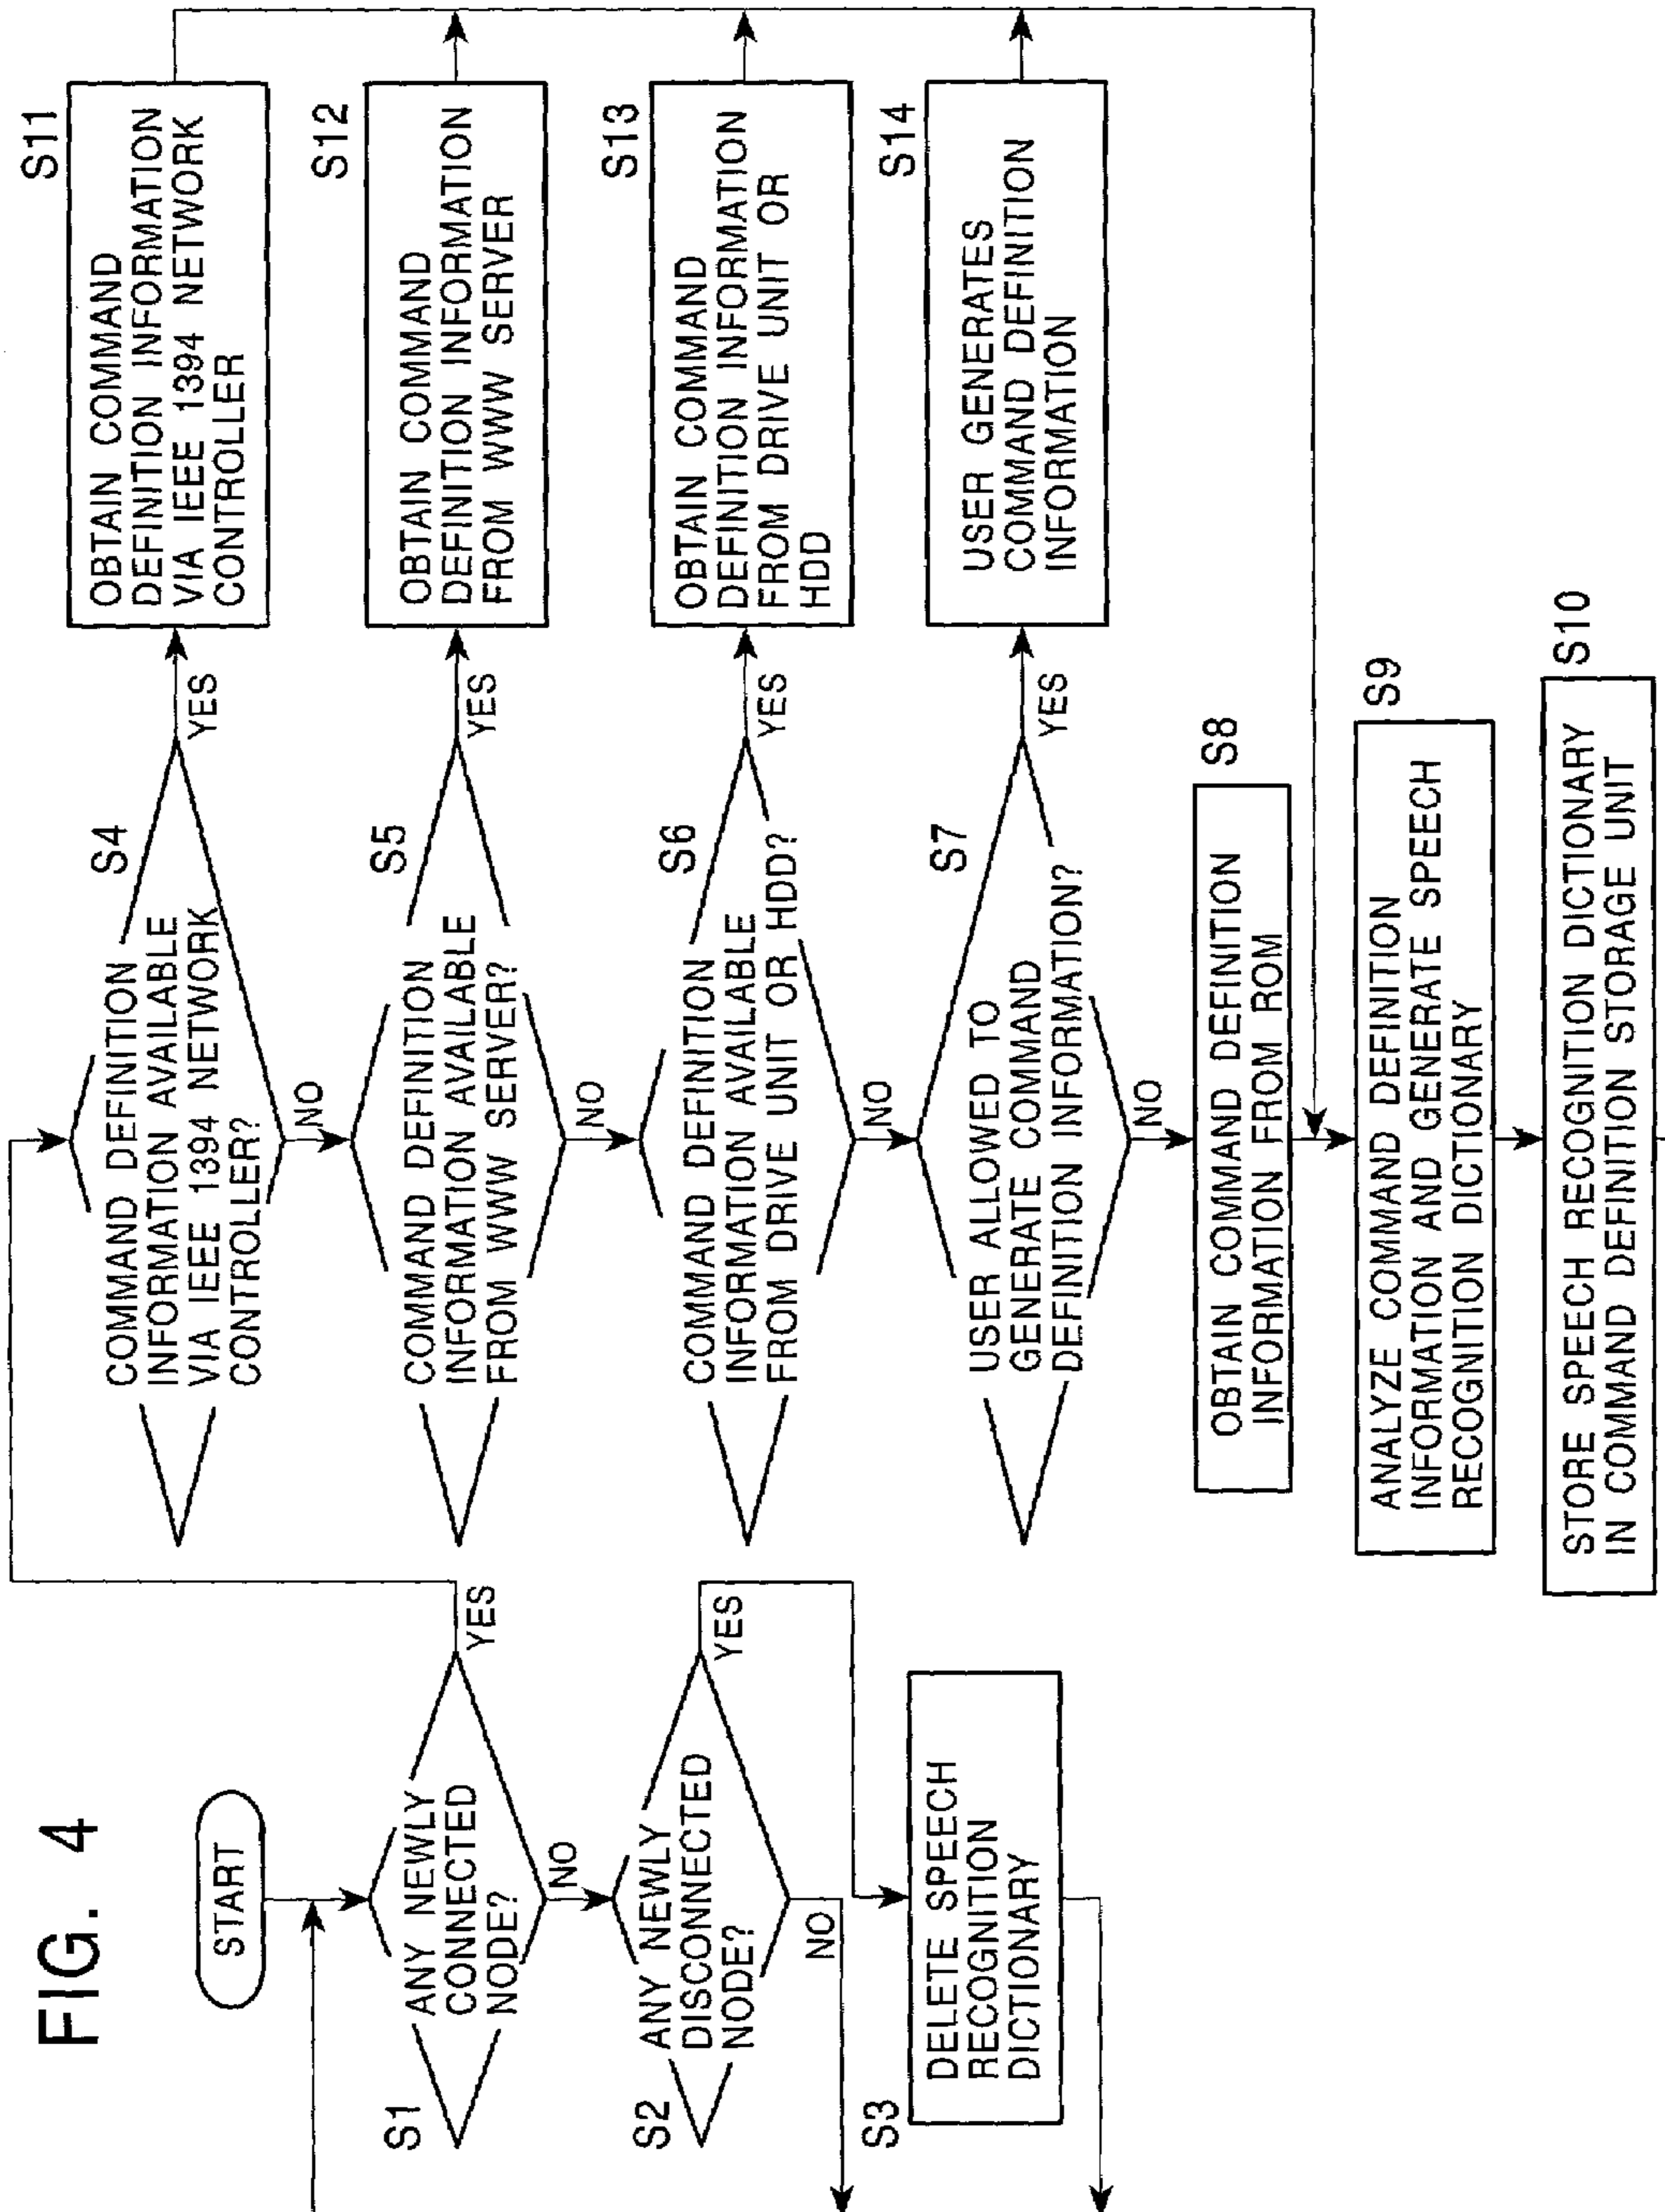 FIG. 4
START
S1
ANY NEWLY
CONNECTED
NODE?
YES
NO
S2
ANY NEWLY
DISCONNECTED
NODE?
YES
NO
S3
DELETE SPEECH
RECOGNITION
DICTIONARY
S4
COMMAND DEFINITION
INFORMATION AVAILABLE
VIA IEEE 1394 NETWORK
CONTROLLER?
YES
NO
S5
COMMAND DEFINITION
INFORMATION AVAILABLE
FROM WWW SERVER?
YES
NO
S6
COMMAND DEFINITION
INFORMATION AVAILABLE
FROM DRIVE UNIT OR HDD?
YES
NO
S7
USER ALLOWED TO
GENERATE COMMAND
DEFINITION INFORMATION?
YES
NO
S8
OBTAIN COMMAND DEFINITION
INFORMATION FROM ROM
S9
ANALYZE COMMAND DEFINITION
INFORMATION AND GENERATE SPEECH
RECOGNITION DICTIONARY
S10
STORE SPEECH RECOGNITION DICTIONARY
IN COMMAND DEFINITION STORAGE UNIT
S11
OBTAIN COMMAND
DEFINITION INFORMATION
VIA IEEE 1394 NETWORK
CONTROLLER
S12
OBTAIN COMMAND
DEFINITION INFORMATION
FROM WWW SERVER
S13
OBTAIN COMMAND
DEFINITION INFORMATION
FROM DRIVE UNIT OR
HDD
S14
USER GENERATES
COMMAND DEFINITION
INFORMATION